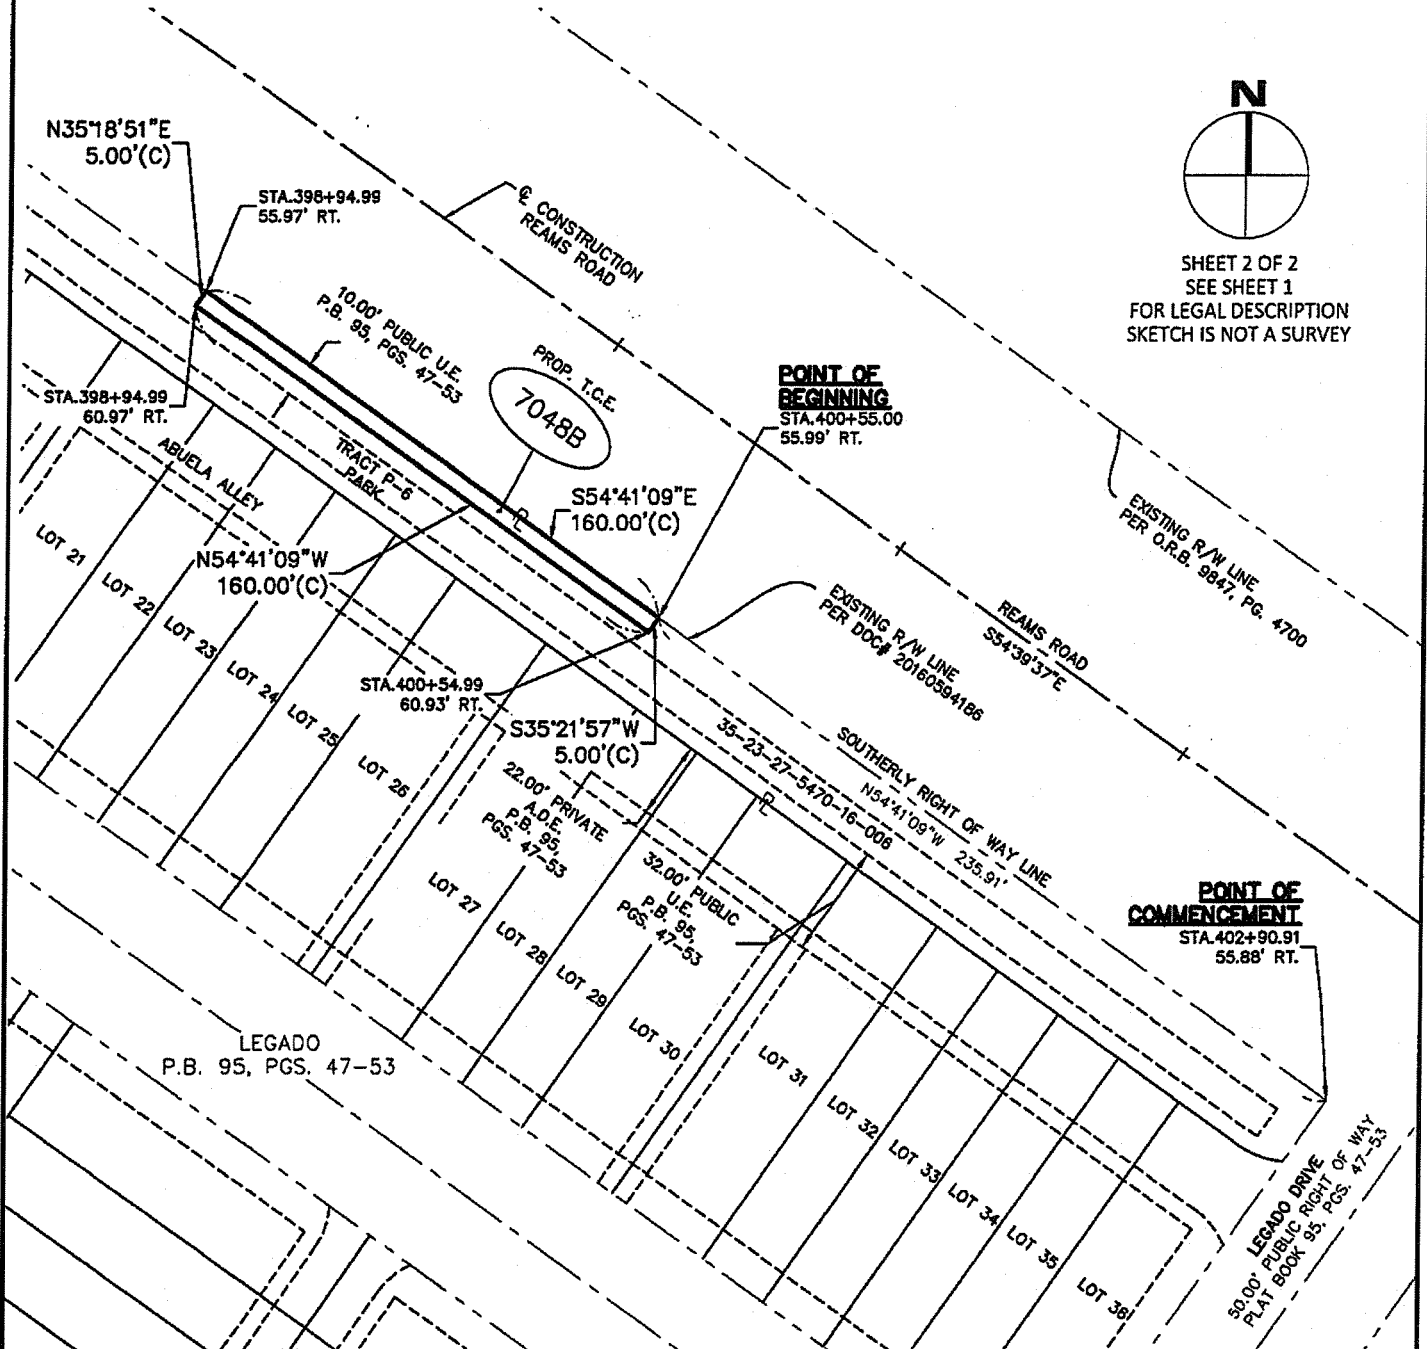 N
SHEET 2 OF 2
SEE SHEET 1
FOR LEGAL DESCRIPTION
SKETCH IS NOT A SURVEY
N35°18'51"E
5.00'(C)
STA.398+94.99
55.97' RT.
℄ CONSTRUCTION
REAMS ROAD
10.00' PUBLIC U.E.
P.B. 95, PGS. 47-53
PROP. T.C.E.
7048B
POINT OF
BEGINNING
STA.400+55.00
55.99' RT.
STA.398+94.99
60.97' RT.
ABUELA ALLEY
TRACT P-6
PARK
S54°41'09"E
160.00'(C)
PL
N54°41'09"W
160.00'(C)
EXISTING R/W LINE
PER O.R.B. 9847, PG. 4700
EXISTING R/W LINE
PER DOC# 20160594186
REAMS ROAD
S54°39'37"E
LOT 21
LOT 22
LOT 23
LOT 24
LOT 25
LOT 26
STA.400+54.99
60.93' RT.
S35°21'57"W
5.00'(C)
35-23-27-5470-16-006
SOUTHERLY RIGHT OF WAY LINE
N54°41'09"W 235.91'
PL
22.00' PRIVATE
A.D.E.
P.B. 95,
PGS. 47-53
32.00' PUBLIC
U.E.
P.B. 95,
PGS. 47-53
POINT OF
COMMENCEMENT
STA.402+90.91
55.88' RT.
LOT 27
LOT 28
LOT 29
LOT 30
LOT 31
LOT 32
LOT 33
LOT 34
LOT 35
LOT 36
LEGADO
P.B. 95, PGS. 47-53
LEGADO DRIVE
50.00' PUBLIC RIGHT OF WAY
PLAT BOOK 95, PGS. 47-53